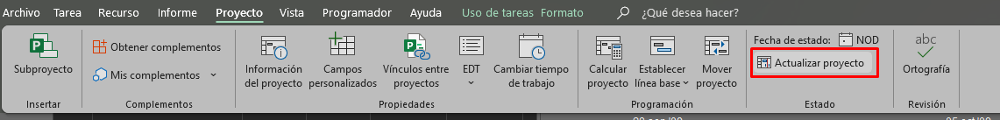 Archivo Tarea Recurso Informe Proyecto Vista Programador Ayuda Uso de tareas Formato ¿Qué desea hacer?
Subproyecto
Insertar
Obtener complementos
Mis complementos
Complementos
Información
del proyecto
Campos
personalizados
Vínculos entre
proyectos
EDT
Cambiar tiempo
de trabajo
Propiedades
Calcular
proyecto
Establecer
línea base
Mover
proyecto
Programación
Fecha de estado: NOD
Actualizar proyecto
Estado
abc
Ortografía
Revisión